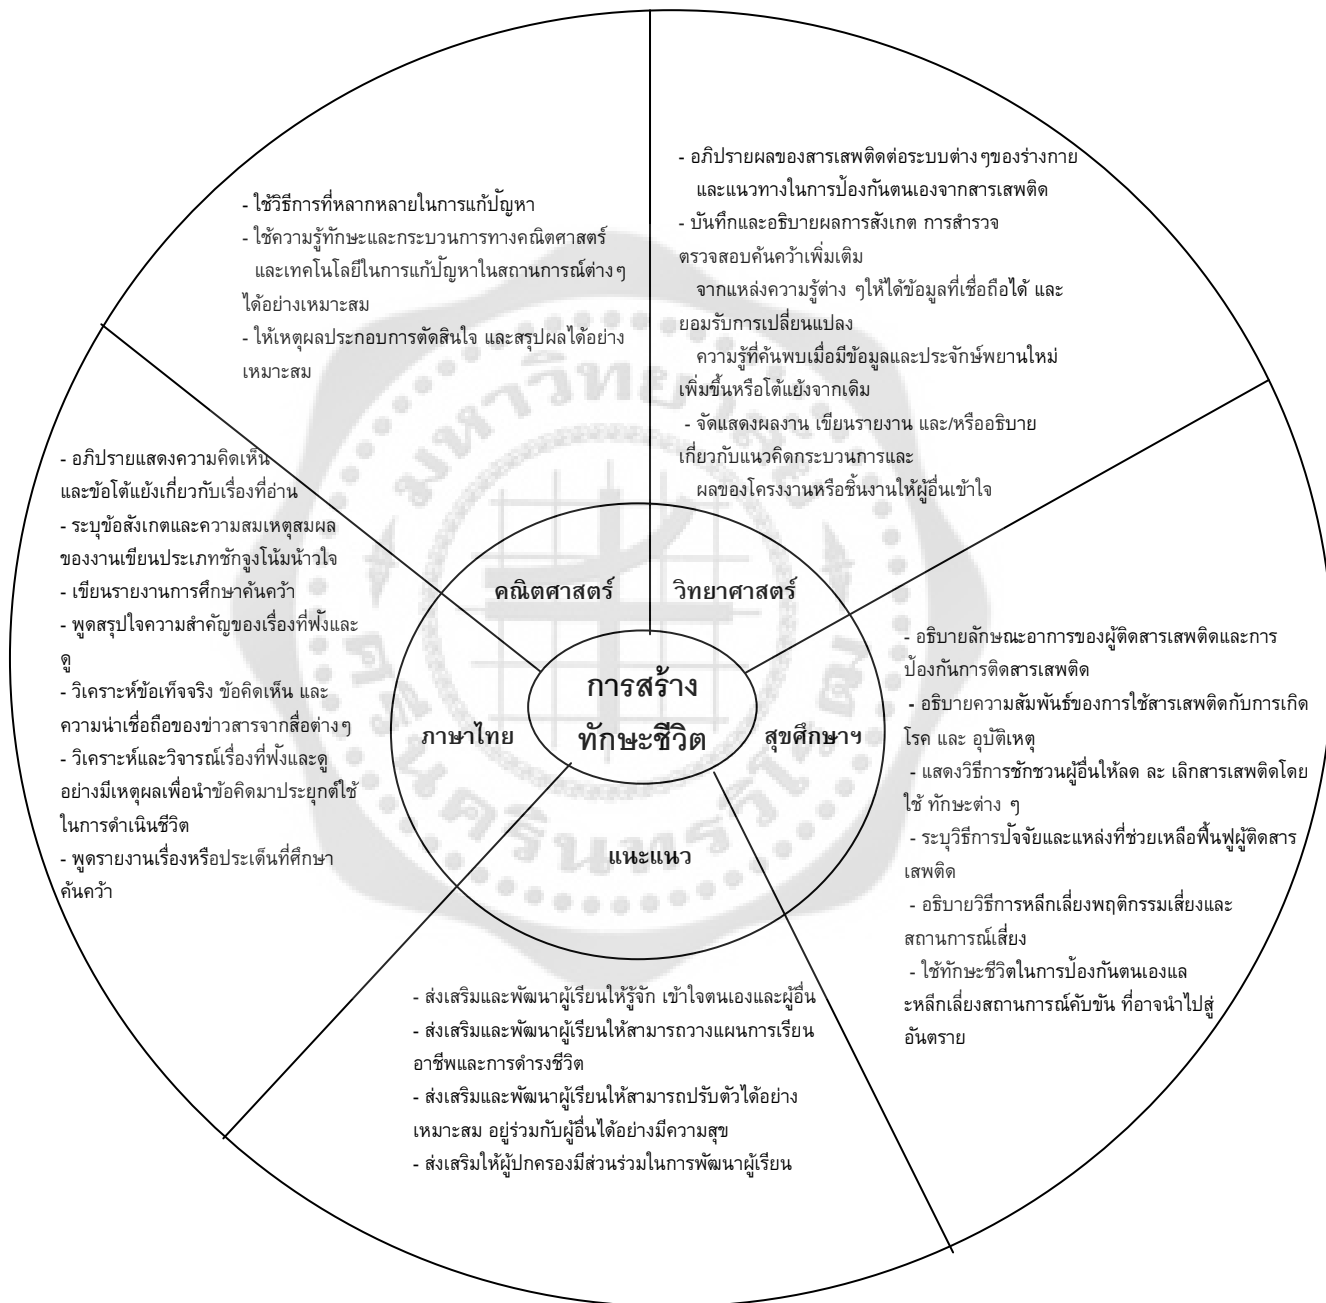 - ใช้วิธีการที่หลากหลายในการแก้ปัญหา
- ใช้ความรู้ทักษะและกระบวนการทางคณิตศาสตร์
และเทคโนโลยีในการแก้ปัญหาในสถานการณ์ต่างๆ
ได้อย่างเหมาะสม
- ให้เหตุผลประกอบการตัดสินใจ และสรุปผลได้อย่าง
เหมาะสม
- อภิปรายผลของสารเสพติดต่อระบบต่างๆของร่างกาย
และแนวทางในการป้องกันตนเองจากสารเสพติด
- บันทึกและอธิบายผลการสังเกต การสำรวจ
ตรวจสอบค้นคว้าเพิ่มเติม
จากแหล่งความรู้ต่าง ๆให้ได้ข้อมูลที่เชื่อถือได้ และ
ยอมรับการเปลี่ยนแปลง
ความรู้ที่ค้นพบเมื่อมีข้อมูลและประจักษ์พยานใหม่
เพิ่มขึ้นหรือโต้แย้งจากเดิม
- จัดแสดงผลงาน เขียนรายงาน และ/หรืออธิบาย
เกี่ยวกับแนวคิดกระบวนการและ
ผลของโครงงานหรือชิ้นงานให้ผู้อื่นเข้าใจ
- อภิปรายแสดงความคิดเห็น
และข้อโต้แย้งเกี่ยวกับเรื่องที่อ่าน
- ระบุข้อสังเกตและความสมเหตุสมผล
ของงานเขียนประเภทชักจูงโน้มน้าวใจ
- เขียนรายงานการศึกษาค้นคว้า
- พูดสรุปใจความสำคัญของเรื่องที่ฟังและ
ดู
- วิเคราะห์ข้อเท็จจริง ข้อคิดเห็น และ
ความน่าเชื่อถือของข่าวสารจากสื่อต่างๆ
- วิเคราะห์และวิจารณ์เรื่องที่ฟังและดู
อย่างมีเหตุผลเพื่อนำข้อคิดมาประยุกต์ใช้
ในการดำเนินชีวิต
- พูดรายงานเรื่องหรือประเด็นที่ศึกษา
ค้นคว้า
คณิตศาสตร์
วิทยาศาสตร์
การสร้าง
ทักษะชีวิต
ภาษาไทย
สุขศึกษาฯ
แนะแนว
- อธิบายลักษณะอาการของผู้ติดสารเสพติดและการ
ป้องกันการติดสารเสพติด
- อธิบายความสัมพันธ์ของการใช้สารเสพติดกับการเกิด
โรค และ อุบัติเหตุ
- แสดงวิธีการชักชวนผู้อื่นให้ลด ละ เลิกสารเสพติดโดย
ใช้ ทักษะต่าง ๆ
- ระบุวิธีการปัจจัยและแหล่งที่ช่วยเหลือฟื้นฟูผู้ติดสาร
เสพติด
- อธิบายวิธีการหลีกเลี่ยงพฤติกรรมเสี่ยงและ
สถานการณ์เสี่ยง
- ใช้ทักษะชีวิตในการป้องกันตนเองแล
ะหลีกเลี่ยงสถานการณ์คับขัน ที่อาจนำไปสู่
อันตราย
- ส่งเสริมและพัฒนาผู้เรียนให้รู้จัก เข้าใจตนเองและผู้อื่น
- ส่งเสริมและพัฒนาผู้เรียนให้สามารถวางแผนการเรียน
อาชีพและการดำรงชีวิต
- ส่งเสริมและพัฒนาผู้เรียนให้สามารถปรับตัวได้อย่าง
เหมาะสม อยู่ร่วมกับผู้อื่นได้อย่างมีความสุข
- ส่งเสริมให้ผู้ปกครองมีส่วนร่วมในการพัฒนาผู้เรียน
มหาวิทยาลัย
ศรีนครินทรวิโรฒ